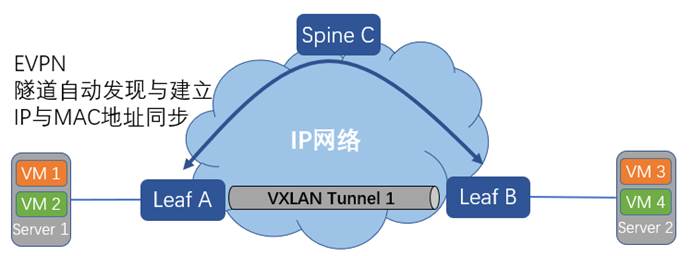 Spine C
EVPN
隧道自动发现与建立
IP与MAC地址同步
IP网络
VM 1
VM 2
Server 1
Leaf A
VXLAN Tunnel 1
Leaf B
VM 3
VM 4
Server 2